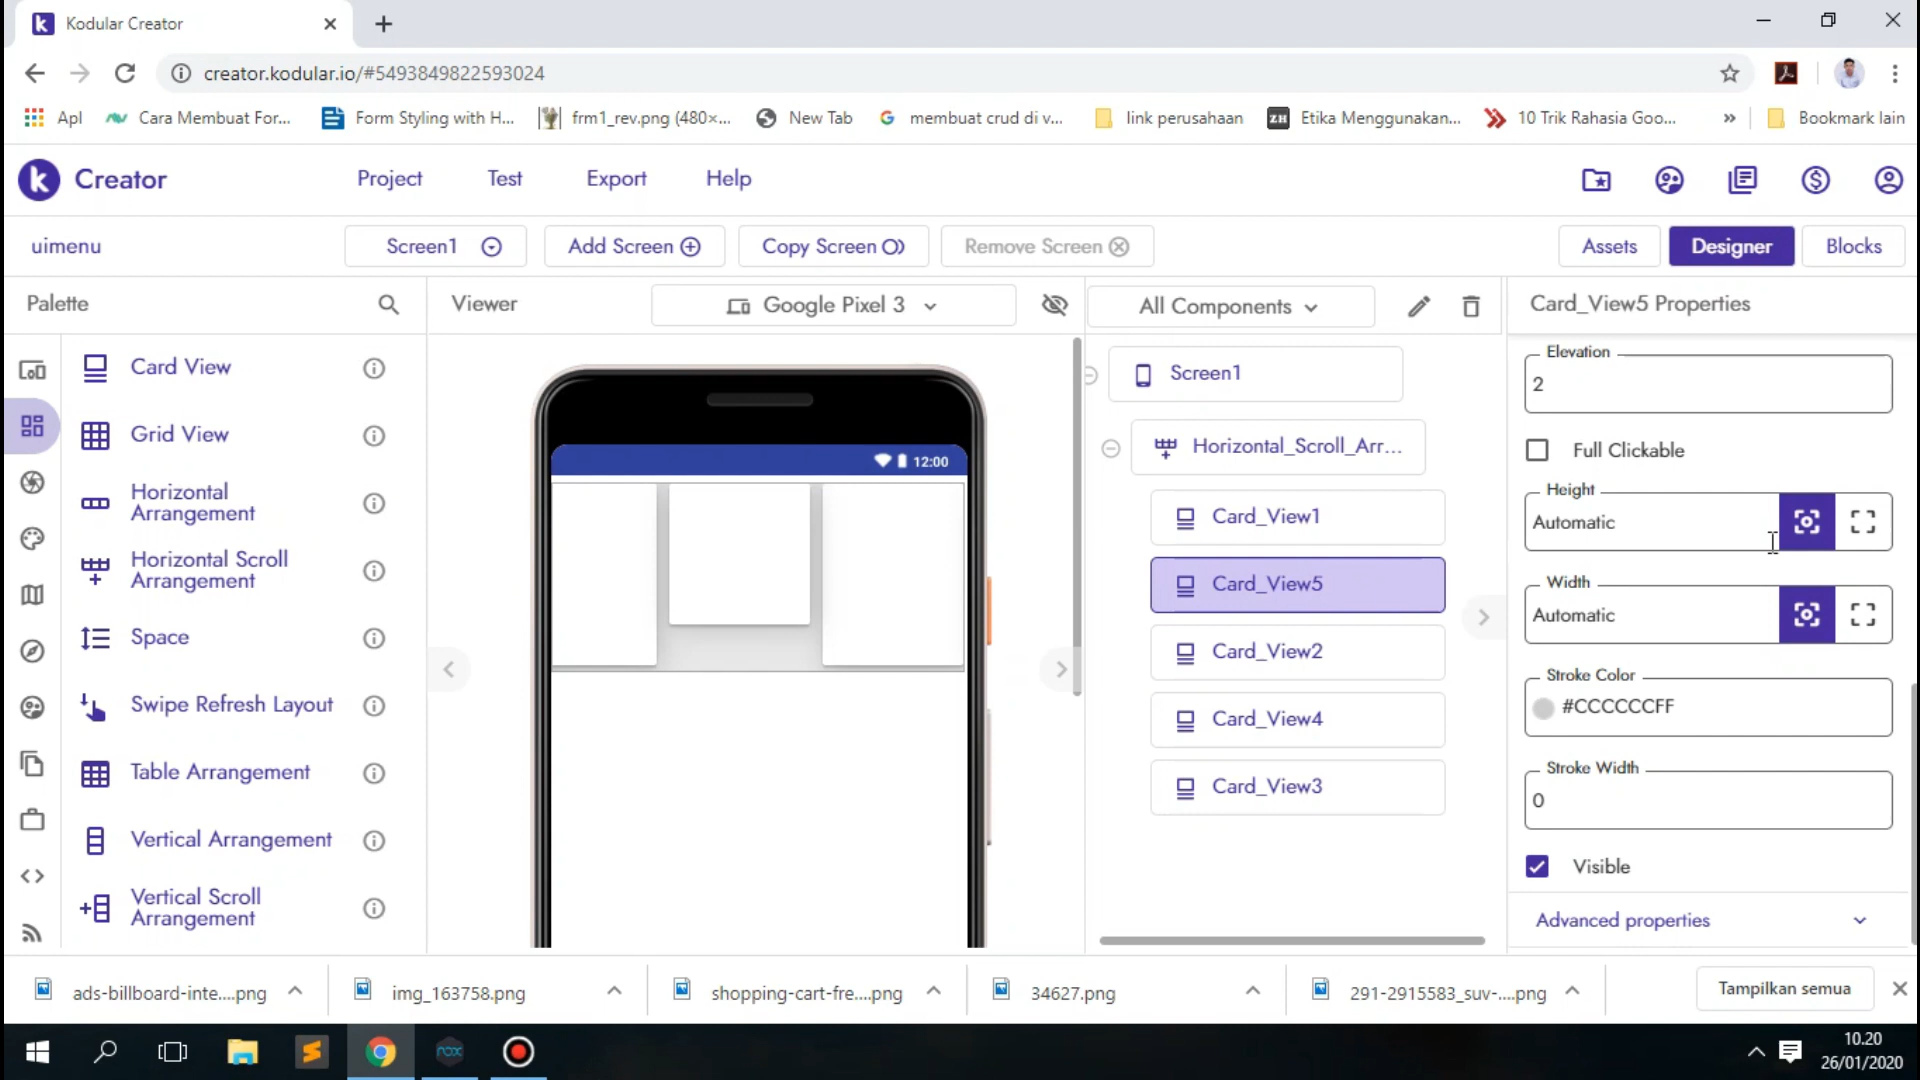 Kodular Creator
creator.kodular.io/#5493849822593024
Apl
Cara Membuat For...
Form Styling with H...
frm1_rev.png (480×...
New Tab
membuat crud di v...
link perusahaan
ZH
Etika Menggunakan...
10 Trik Rahasia Goo...
»
Bookmark lain
k
Creator
Project
Test
Export
Help
uimenu
Screen1
Add Screen
Copy Screen
Remove Screen
Assets
Designer
Blocks
Palette
Viewer
Google Pixel 3
All Components
Card_View5 Properties
Card View
Grid View
Horizontal
Arrangement
Horizontal Scroll
Arrangement
Space
Swipe Refresh Layout
Table Arrangement
Vertical Arrangement
Vertical Scroll
Arrangement
12:00
Screen1
Horizontal_Scroll_Arr...
Card_View1
Card_View5
Card_View2
Card_View4
Card_View3
Elevation
2
Full Clickable
Height
Automatic
Width
Automatic
Stroke Color
#CCCCCCFF
Stroke Width
0
Visible
Advanced properties
ads-billboard-inte....png
img_163758.png
shopping-cart-fre....png
34627.png
291-2915583_suv-....png
Tampilkan semua
nox
10.20
26/01/2020